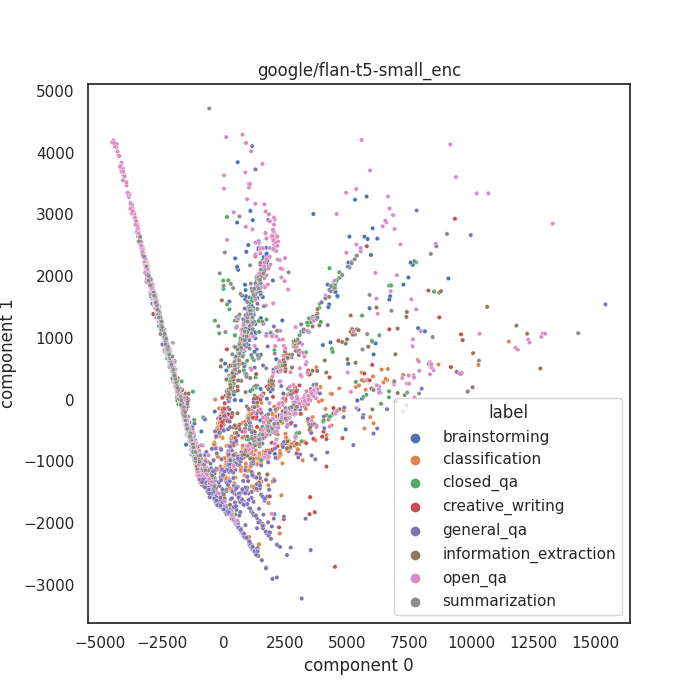 google/flan-t5-small_enc
5000
4000
3000
2000
1000
0
−1000
−2000
−3000
component 1
−5000 −2500 0 2500 5000 7500 10000 12500 15000
component 0
label
brainstorming
classification
closed_qa
creative_writing
general_qa
information_extraction
open_qa
summarization